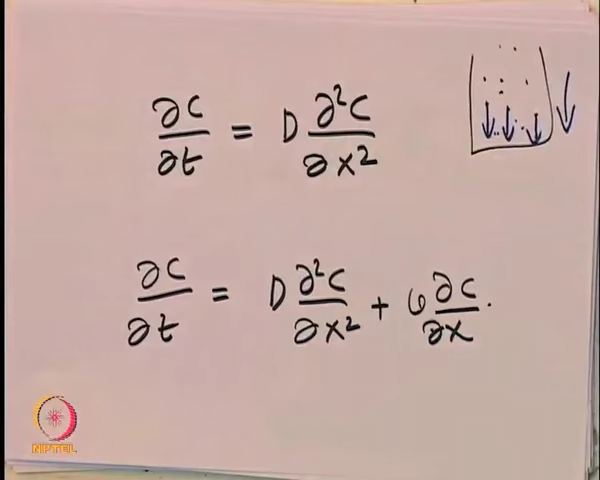 ∂C/∂t = D ∂²C/∂x²
∂C/∂t = D ∂²C/∂x² + v ∂C/∂x.
NPTEL